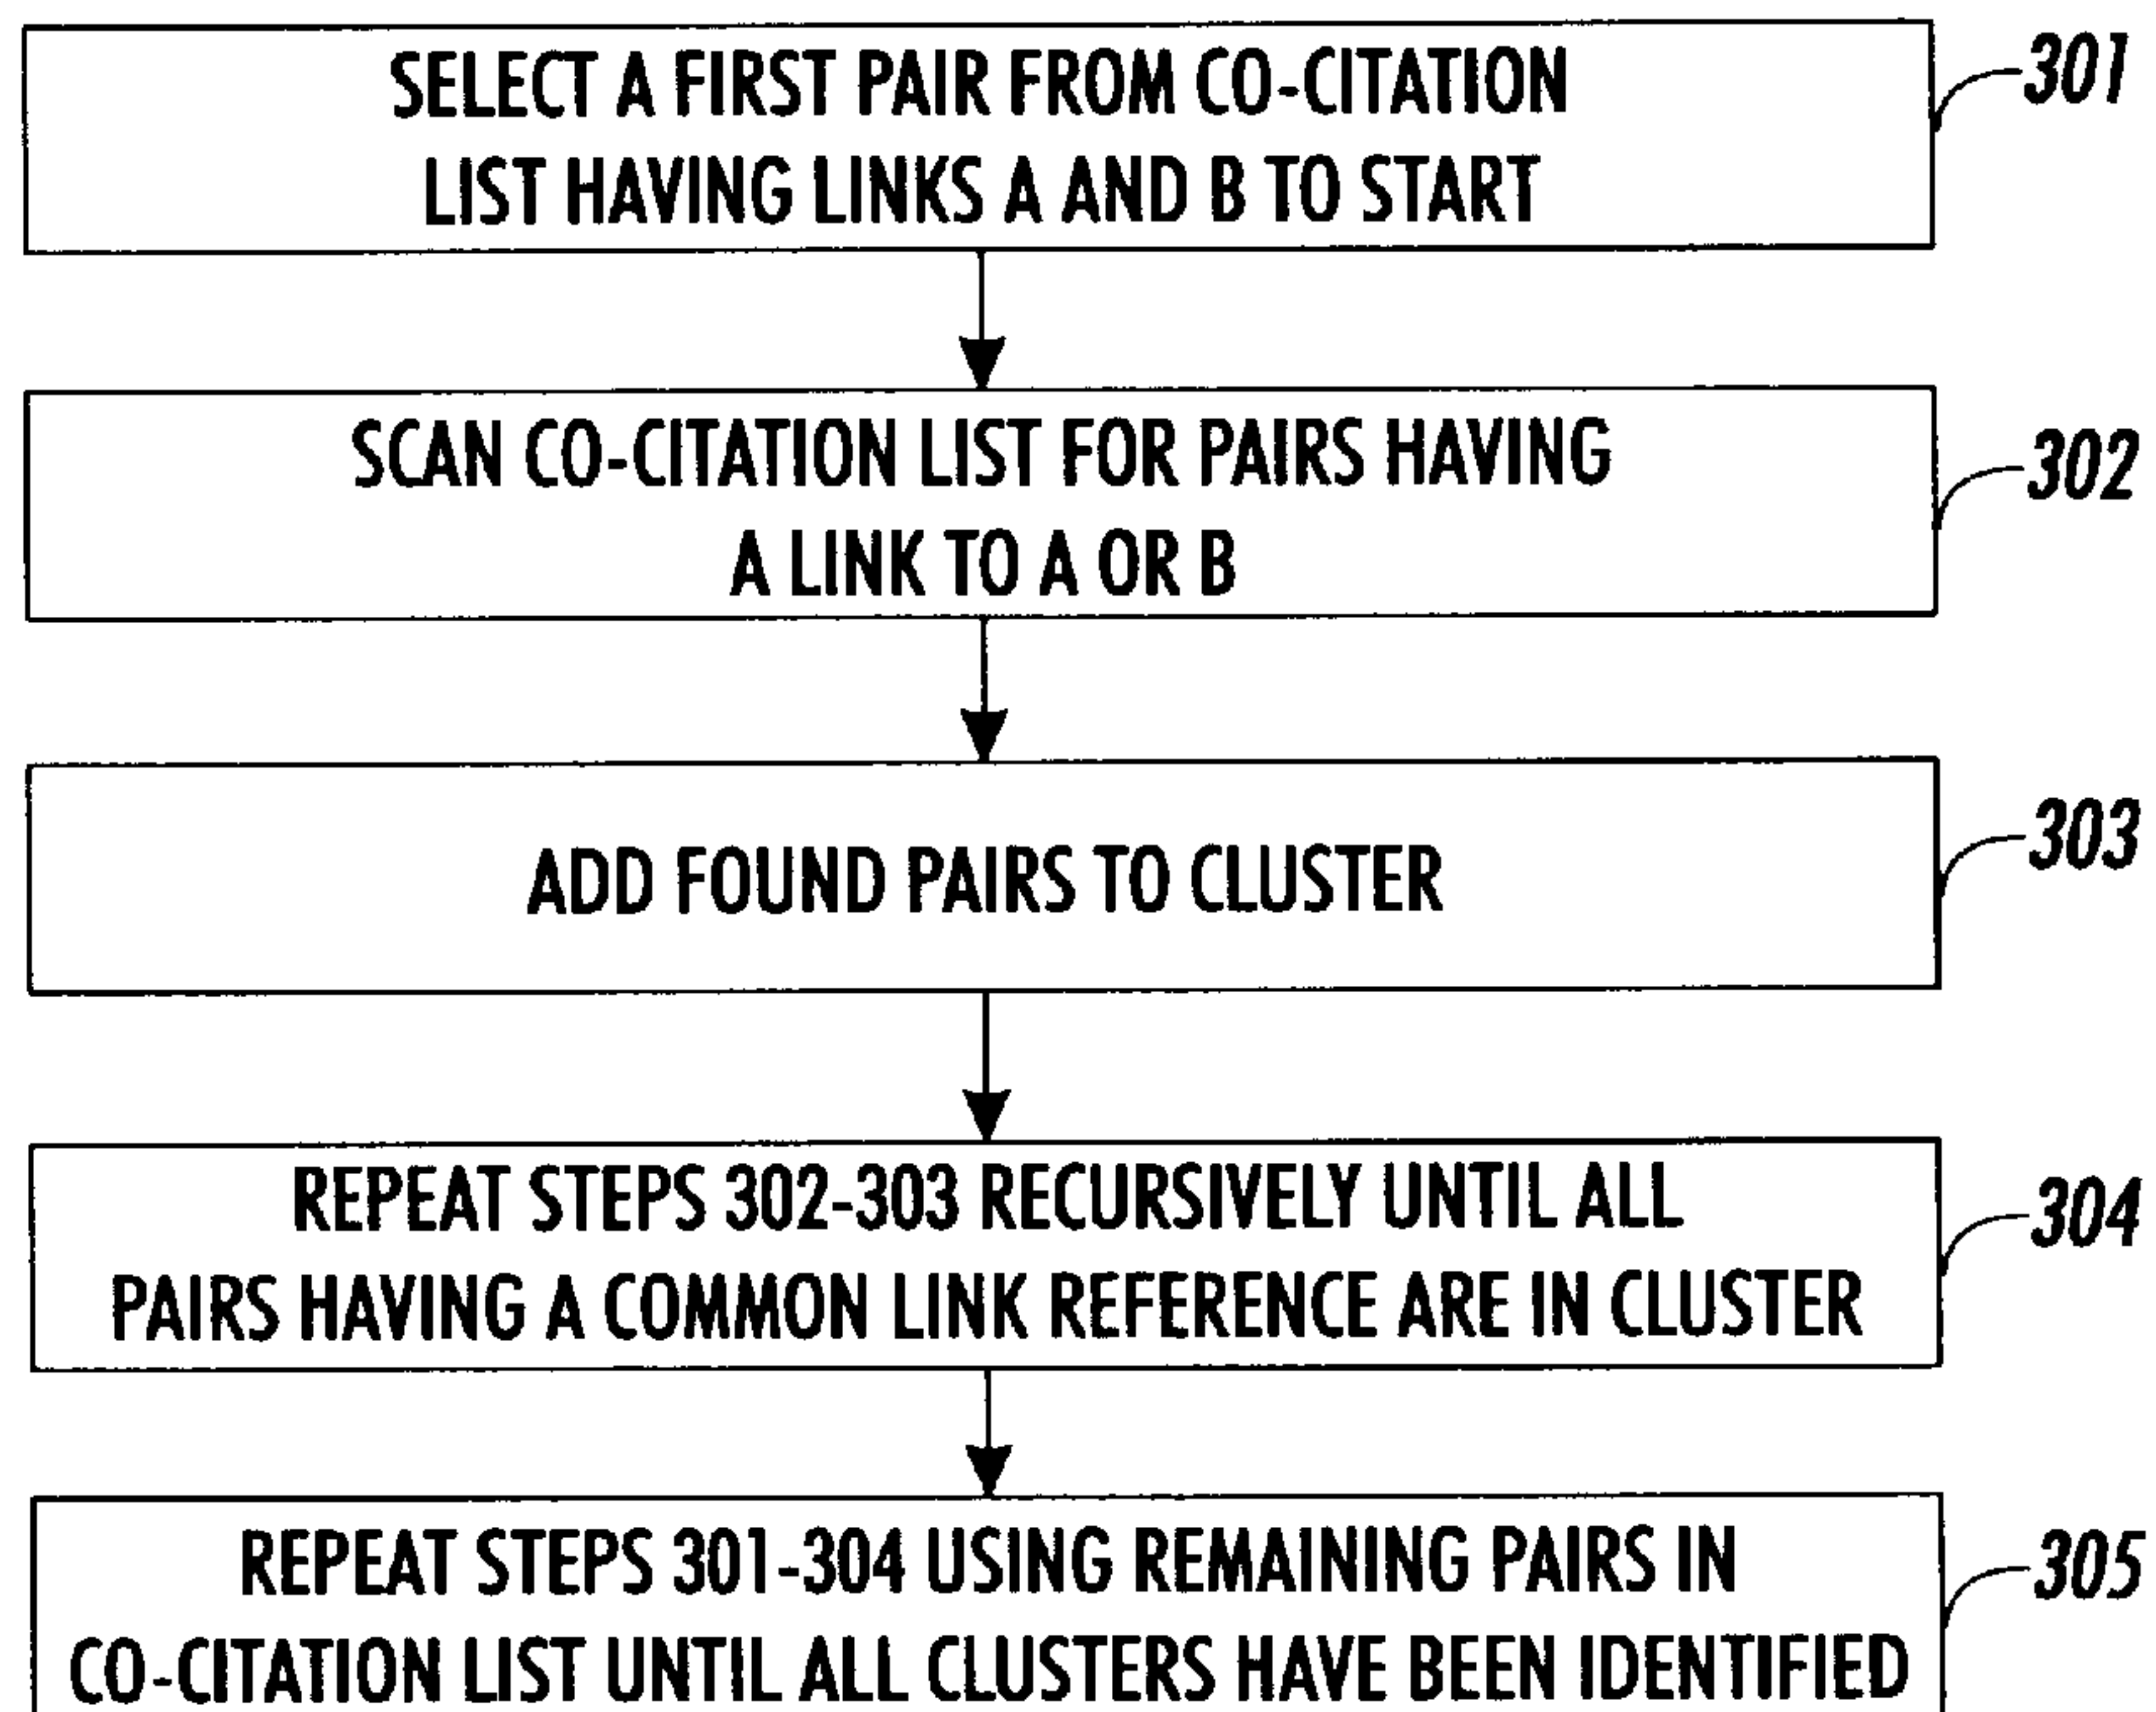 SELECT A FIRST PAIR FROM CO-CITATION
LIST HAVING LINKS A AND B TO START
301
SCAN CO-CITATION LIST FOR PAIRS HAVING
A LINK TO A OR B
302
ADD FOUND PAIRS TO CLUSTER
303
REPEAT STEPS 302-303 RECURSIVELY UNTIL ALL
PAIRS HAVING A COMMON LINK REFERENCE ARE IN CLUSTER
304
REPEAT STEPS 301-304 USING REMAINING PAIRS IN
CO-CITATION LIST UNTIL ALL CLUSTERS HAVE BEEN IDENTIFIED
305